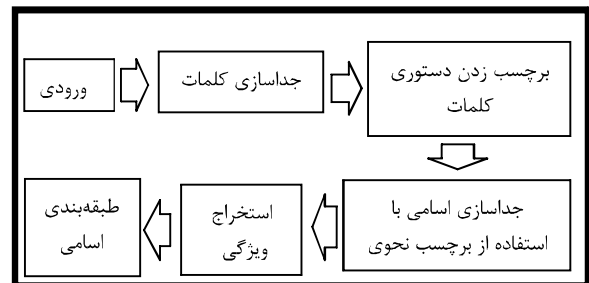 ورودی
جداسازی کلمات
برچسب زدن دستوری
کلمات
جداسازی اسامی با
استفاده از برچسب نحوی
استخراج
ویژگی
طبقه‌بندی
اسامی